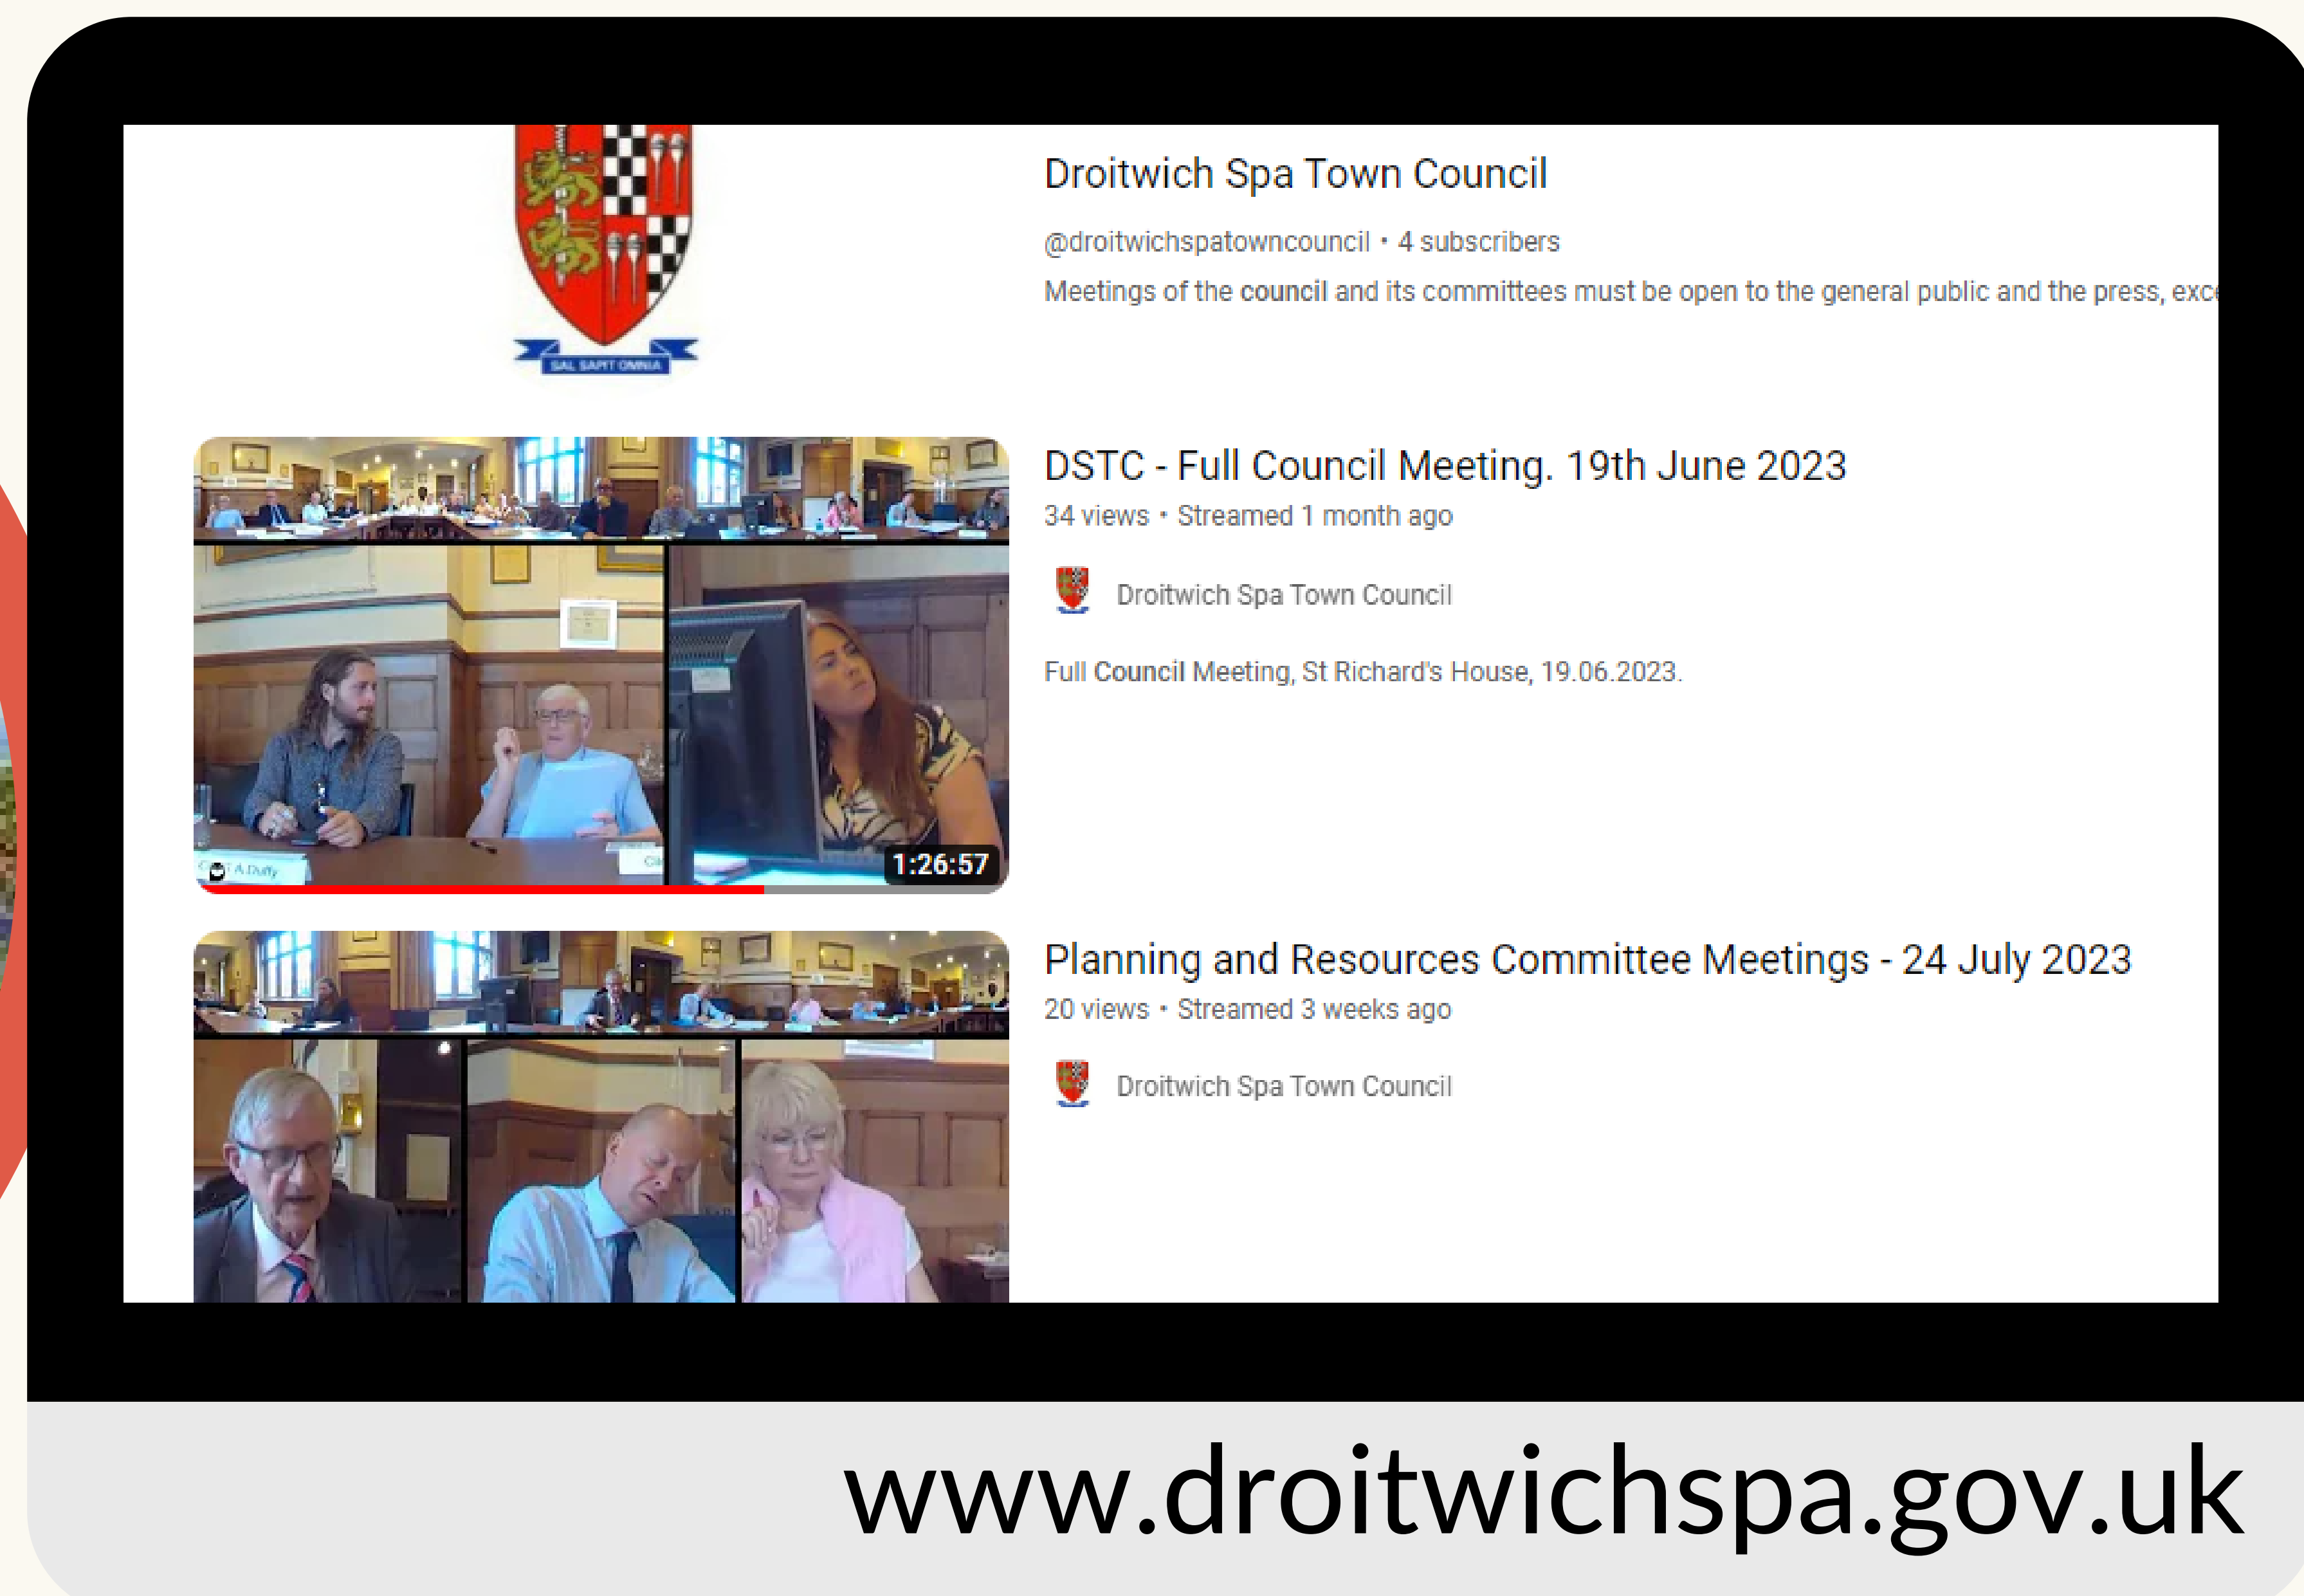 SAL SAPIT OMNIA
Droitwich Spa Town Council
@droitwichspatowncouncil • 4 subscribers
Meetings of the council and its committees must be open to the general public and the press,
DSTC - Full Council Meeting. 19th June 2023
34 views • Streamed 1 month ago
Droitwich Spa Town Council
Full Council Meeting, St Richard's House, 19.06.2023.
A.Duffy
1:26:57
Planning and Resources Committee Meetings - 24 July 2023
20 views • Streamed 3 weeks ago
Droitwich Spa Town Council
www.droitwichspa.gov.uk